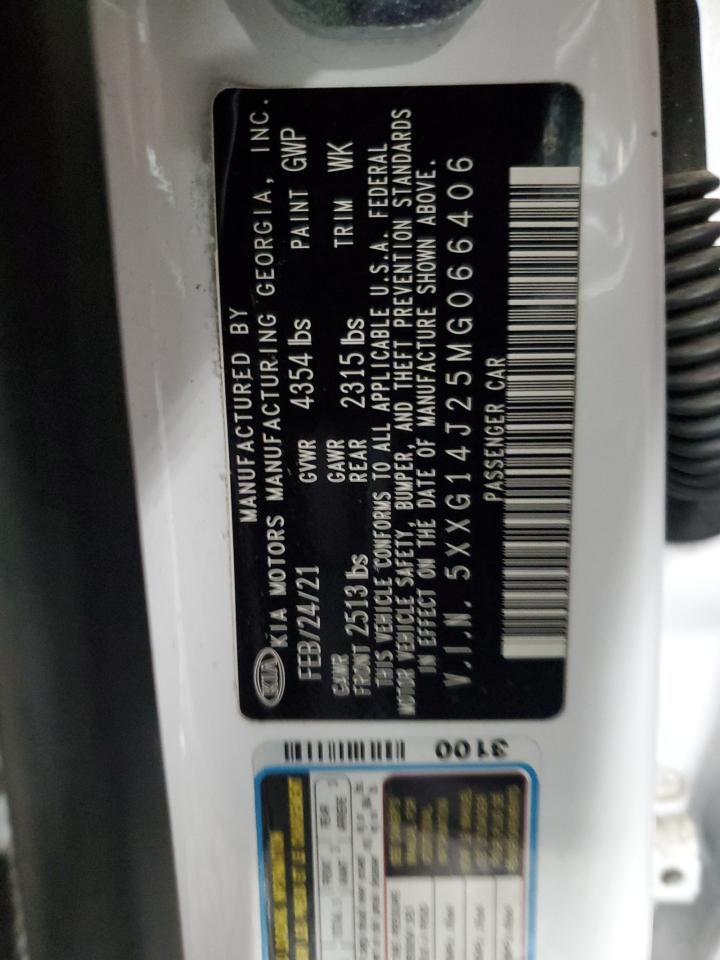 MANUFACTURED BY
KIA KIA MOTORS MANUFACTURING GEORGIA, INC.
FEB/24/21 GVWR 4354 lbs PAINT GWP
GAWR FRONT 2513 lbs GAWR REAR 2315 lbs TRIM WK
THIS VEHICLE CONFORMS TO ALL APPLICABLE U.S.A. FEDERAL
MOTOR VEHICLE SAFETY, BUMPER, AND THEFT PREVENTION STANDARDS
IN EFFECT ON THE DATE OF MANUFACTURE SHOWN ABOVE.
V.I.N. 5XXG14J25MG066406
PASSENGER CAR
3100